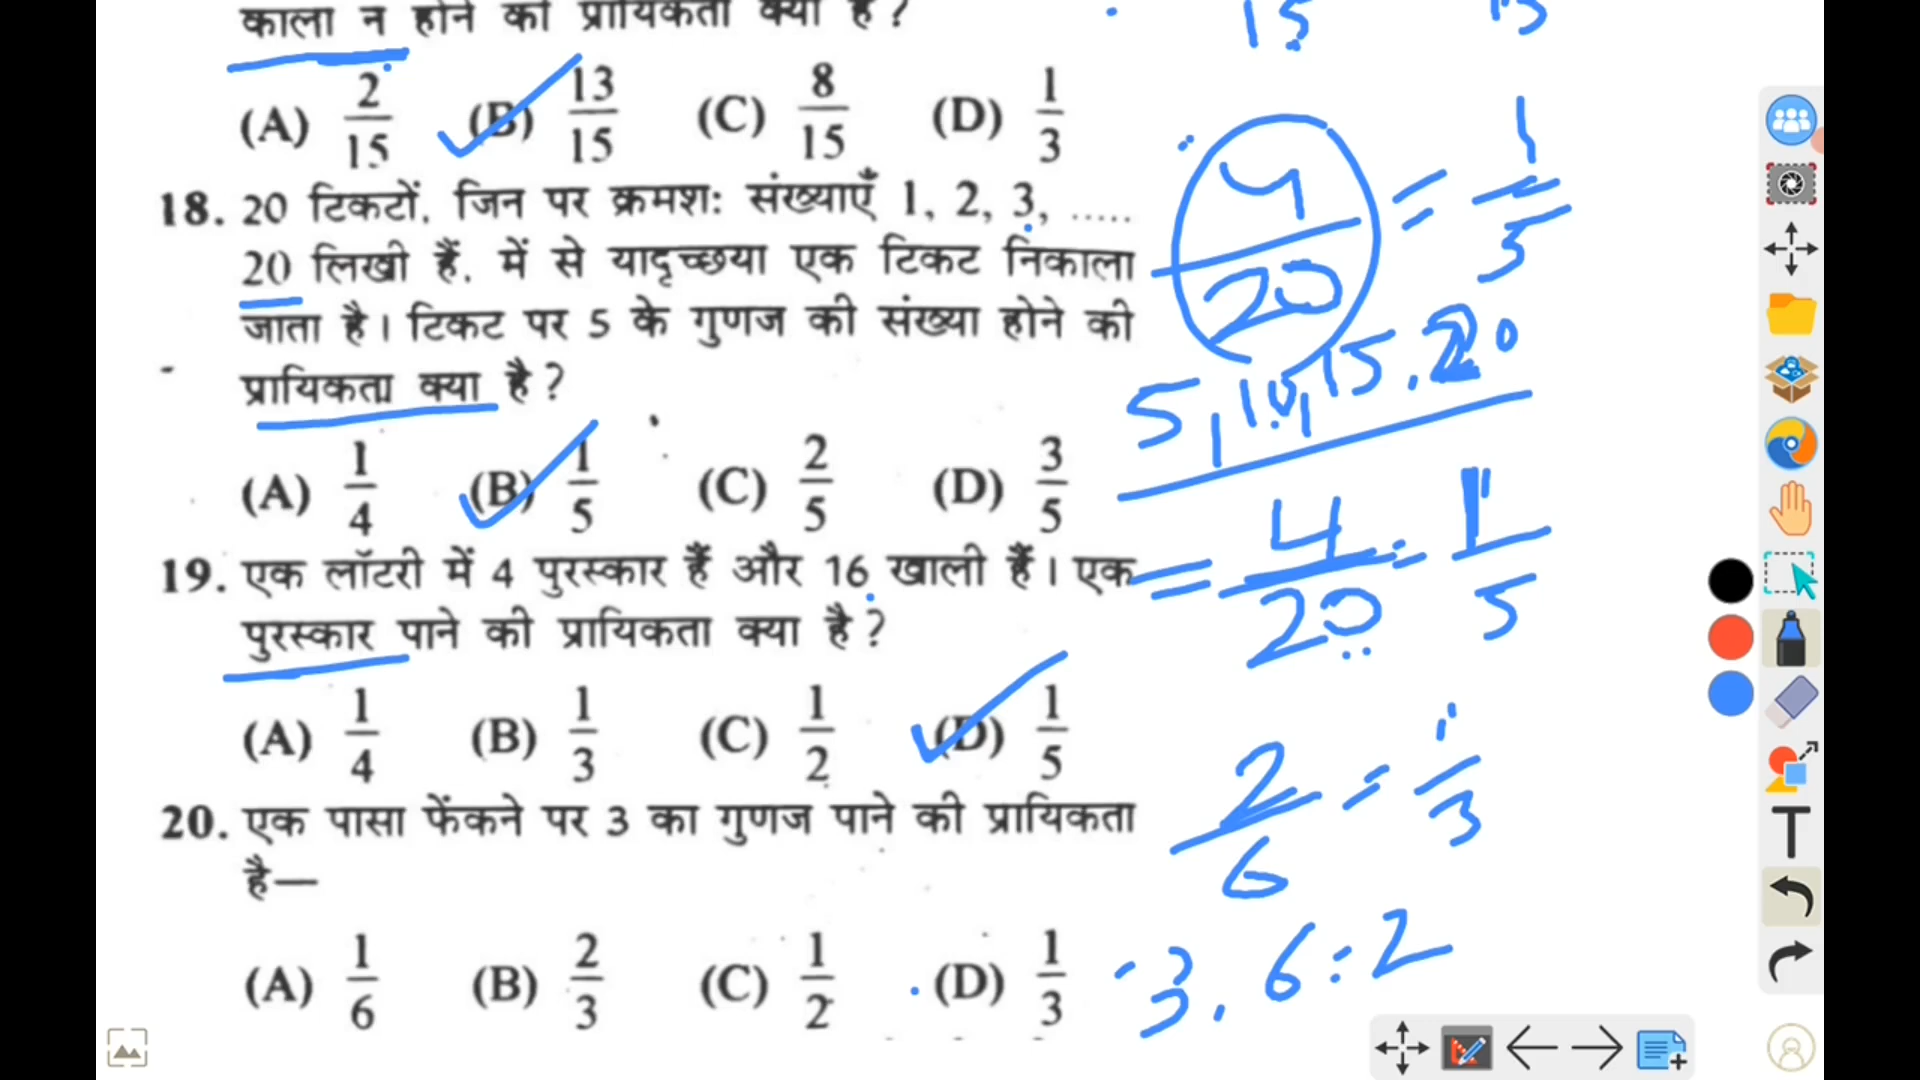 काला न होने की प्रायिकता क्या है ?
(A) 2/15 (B) 13/15 (C) 8/15 (D) 1/3
18. 20 टिकटों, जिन पर क्रमशः संख्याएँ 1, 2, 3, .....
20 लिखी हैं, में से यादृच्छया एक टिकट निकाला
जाता है। टिकट पर 5 के गुणज की संख्या होने की
प्रायिकता क्या है ?
(A) 1/4 (B) 1/5 (C) 2/5 (D) 3/5
19. एक लॉटरी में 4 पुरस्कार हैं और 16 खाली हैं। एक
पुरस्कार पाने की प्रायिकता क्या है ?
(A) 1/4 (B) 1/3 (C) 1/2 (D) 1/5
20. एक पासा फेंकने पर 3 का गुणज पाने की प्रायिकता
है—
(A) 1/6 (B) 2/3 (C) 1/2 (D) 1/3
15
4/20 = 1/5
5, 10, 15, 20
= 4/20 = 1/5
2/6 = 1/3
3, 6 = 2
T